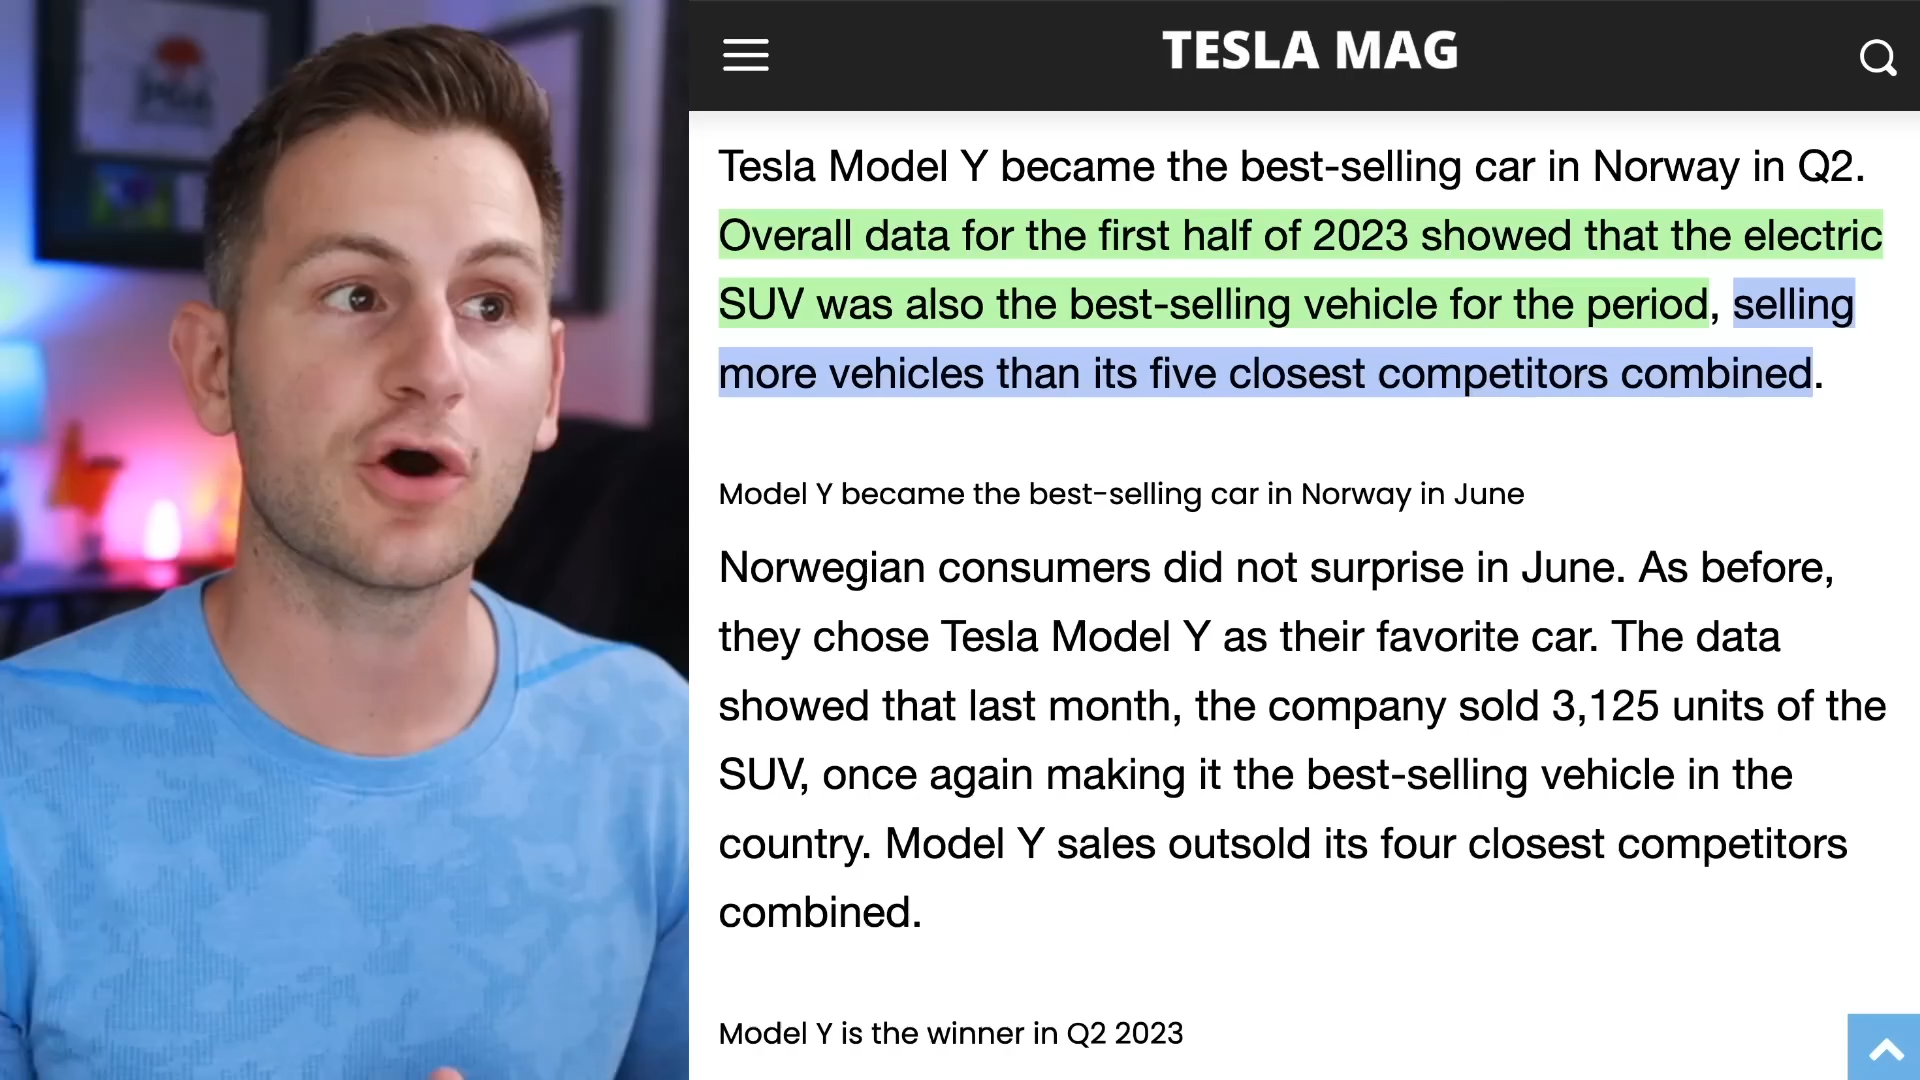 TESLA MAG
Tesla Model Y became the best-selling car in Norway in Q2.
Overall data for the first half of 2023 showed that the electric
SUV was also the best-selling vehicle for the period, selling
more vehicles than its five closest competitors combined.
Model Y became the best-selling car in Norway in June
Norwegian consumers did not surprise in June. As before,
they chose Tesla Model Y as their favorite car. The data
showed that last month, the company sold 3,125 units of the
SUV, once again making it the best-selling vehicle in the
country. Model Y sales outsold its four closest competitors
combined.
Model Y is the winner in Q2 2023